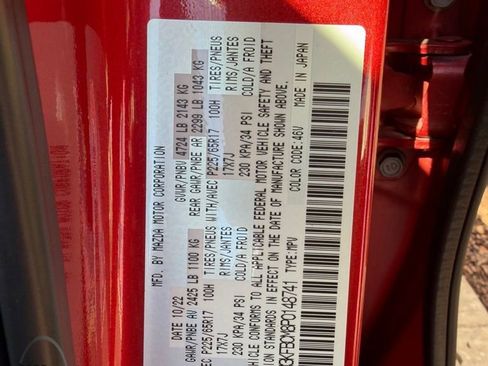 MFD. BY MAZDA MOTOR CORPORATION
10/22 GVWR/PNBV 4724 LB 2143 KG
GAWR/PNBE AV 2425 LB 1100 KG REAR GAWR/PNBE AR 2299 LB 1043 KG
TIRES/PNEUS WITH/AVEC P225/65R17 100H TIRES/PNEUS
P225/65R17 100H RIMS/JANTES 17X7J RIMS/JANTES
17X7J COLD/A FROID 230 KPA/34 PSI COLD/A FROID
230 KPA/34 PSI
CONFORMS TO ALL APPLICABLE FEDERAL MOTOR VEHICLE SAFETY AND THEFT
STANDARDS IN EFFECT ON THE DATE OF MANUFACTURE SHOWN ABOVE.
TYPE:MPV COLOR CODE:46V MADE IN JAPAN
3KFBCM8P0148741